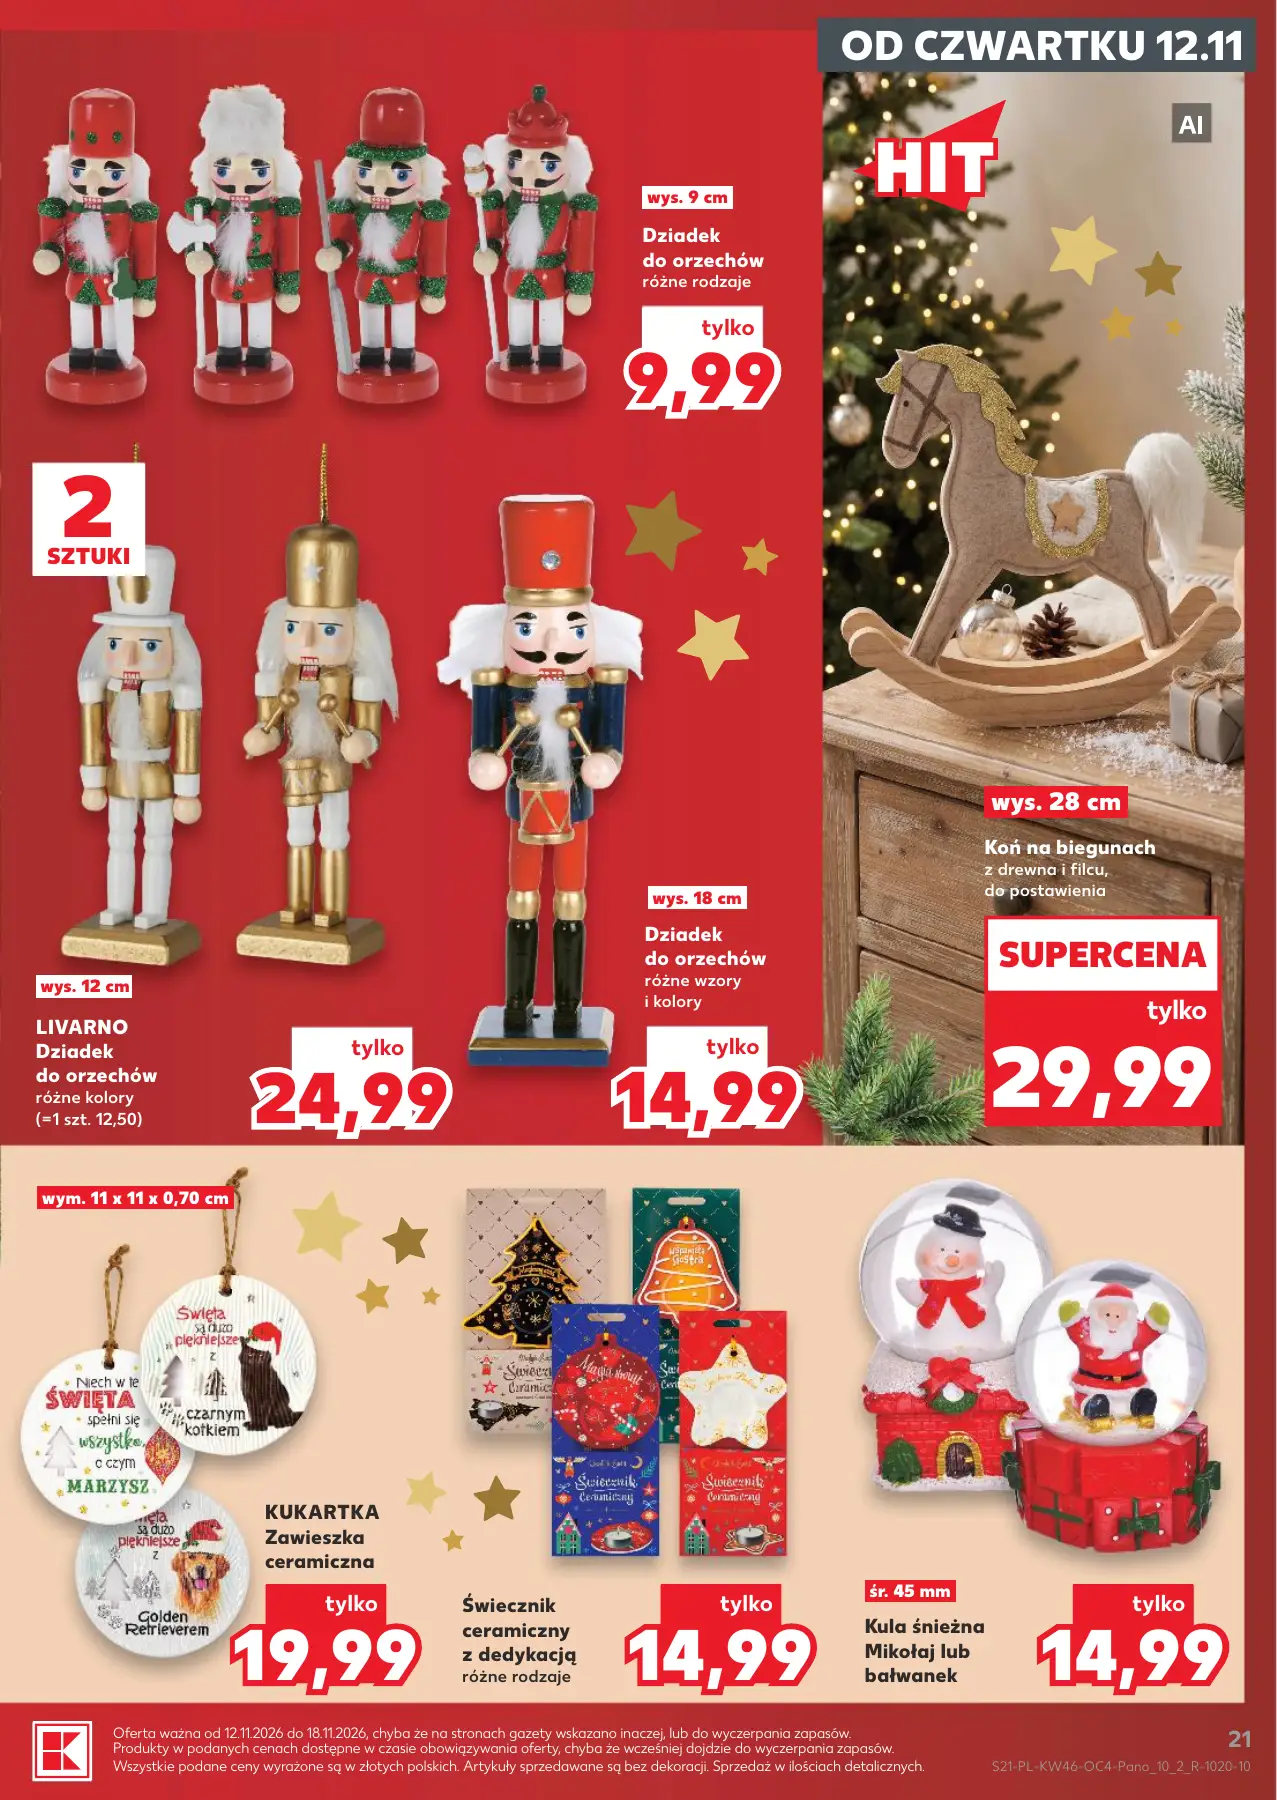 OD CZWARTKU 12.11
AI
HIT
wys. 9 cm
Dziadek
do orzechów
różne rodzaje
tylko
9,99
2
SZTUKI
wys. 28 cm
Koń na biegunach
z drewna i filcu,
do postawienia
SUPERCENA
tylko
29,99
wys. 18 cm
Dziadek
do orzechów
różne wzory
i kolory
tylko
14,99
wys. 12 cm
LIVARNO
Dziadek
do orzechów
różne kolory
(=1 szt. 12,50)
tylko
24,99
wym. 11 x 11 x 0,70 cm
Święta
są dużo
piękniejsze
z
czarnym
kotkiem
Niech w te
ŚWIĘTA
spełni się
wszystko,
o czym
MARZYSZ
są dużo
piękniejsze
z
Golden
Retrieverem
KUKARTKA
Zawieszka
ceramiczna
tylko
19,99
Wspaniała
Siostra
Magia świąt
Świecznik
Ceramiczny
Świecznik
Ceramiczny
Świecznik
ceramiczny
z dedykacją
różne rodzaje
tylko
14,99
śr. 45 mm
Kula śnieżna
Mikołaj lub
bałwanek
tylko
14,99
Oferta ważna od 12.11.2026 do 18.11.2026, chyba że na stronach gazety wskazano inaczej, lub do wyczerpania zapasów.
Produkty w podanych cenach dostępne w czasie obowiązywania oferty, chyba że wcześniej dojdzie do wyczerpania zapasów.
Wszystkie podane ceny wyrażone są w złotych polskich. Artykuły sprzedawane są bez dekoracji. Sprzedaż w ilościach detalicznych.
21
S21-PL-KW46-OC4-Pano_10_2_R-1020-10